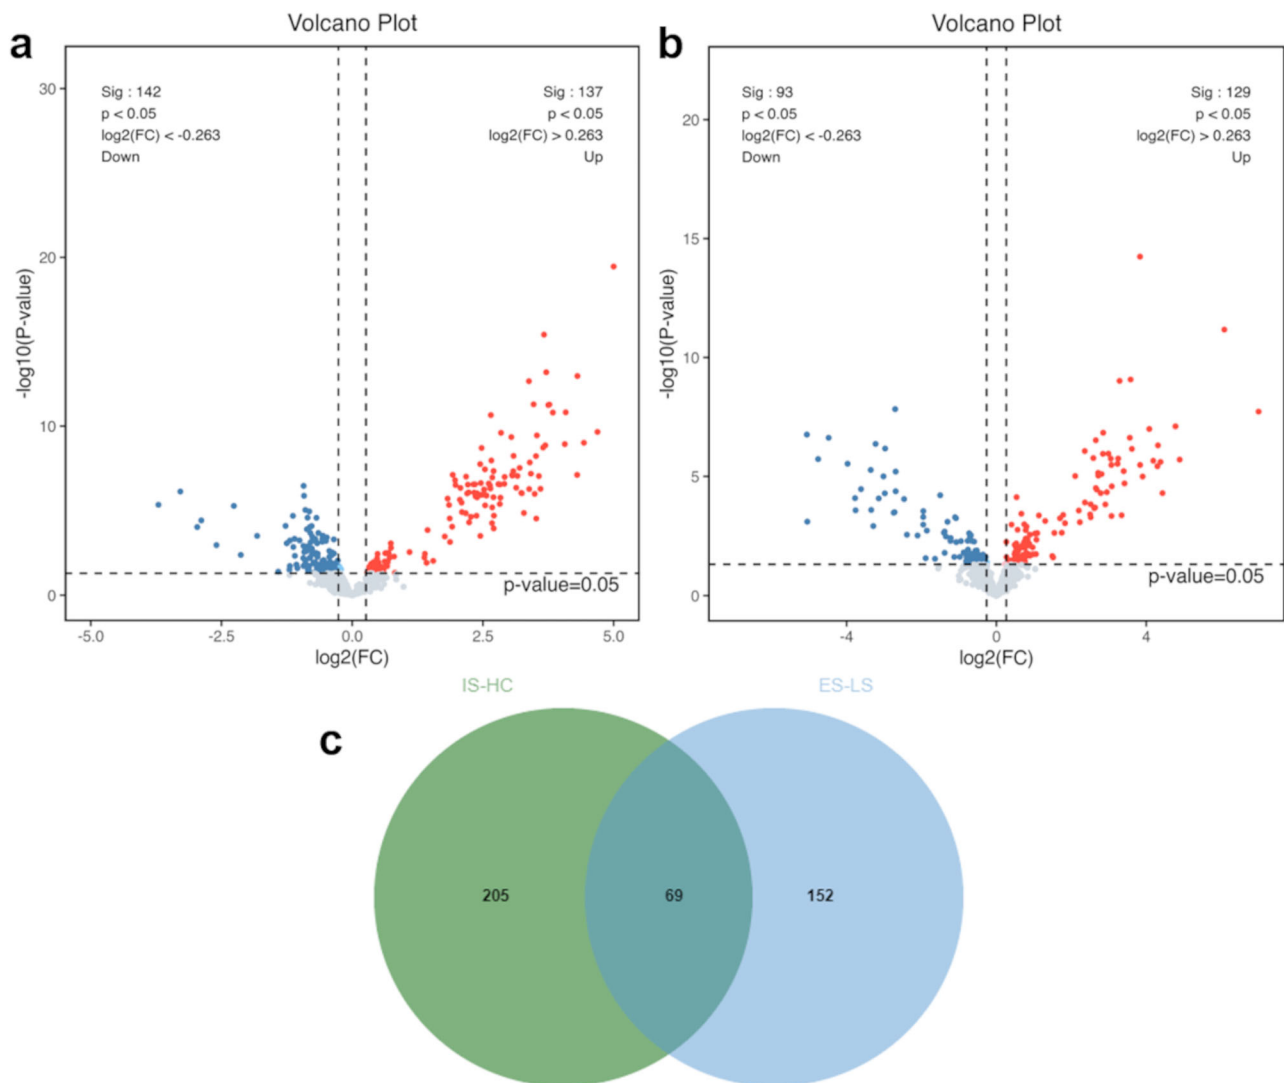 a
Volcano Plot
Sig : 142
p < 0.05
log2(FC) < -0.263
Down
Sig : 137
p < 0.05
log2(FC) > 0.263
Up
30
20
10
0
-log10(P-value)
p-value=0.05
-5.0
-2.5
0.0
2.5
5.0
log2(FC)
b
Volcano Plot
Sig : 93
p < 0.05
log2(FC) < -0.263
Down
Sig : 129
p < 0.05
log2(FC) > 0.263
Up
20
15
10
5
0
-log10(P-value)
p-value=0.05
-4
0
4
log2(FC)
c
IS-HC
ES-LS
205
69
152